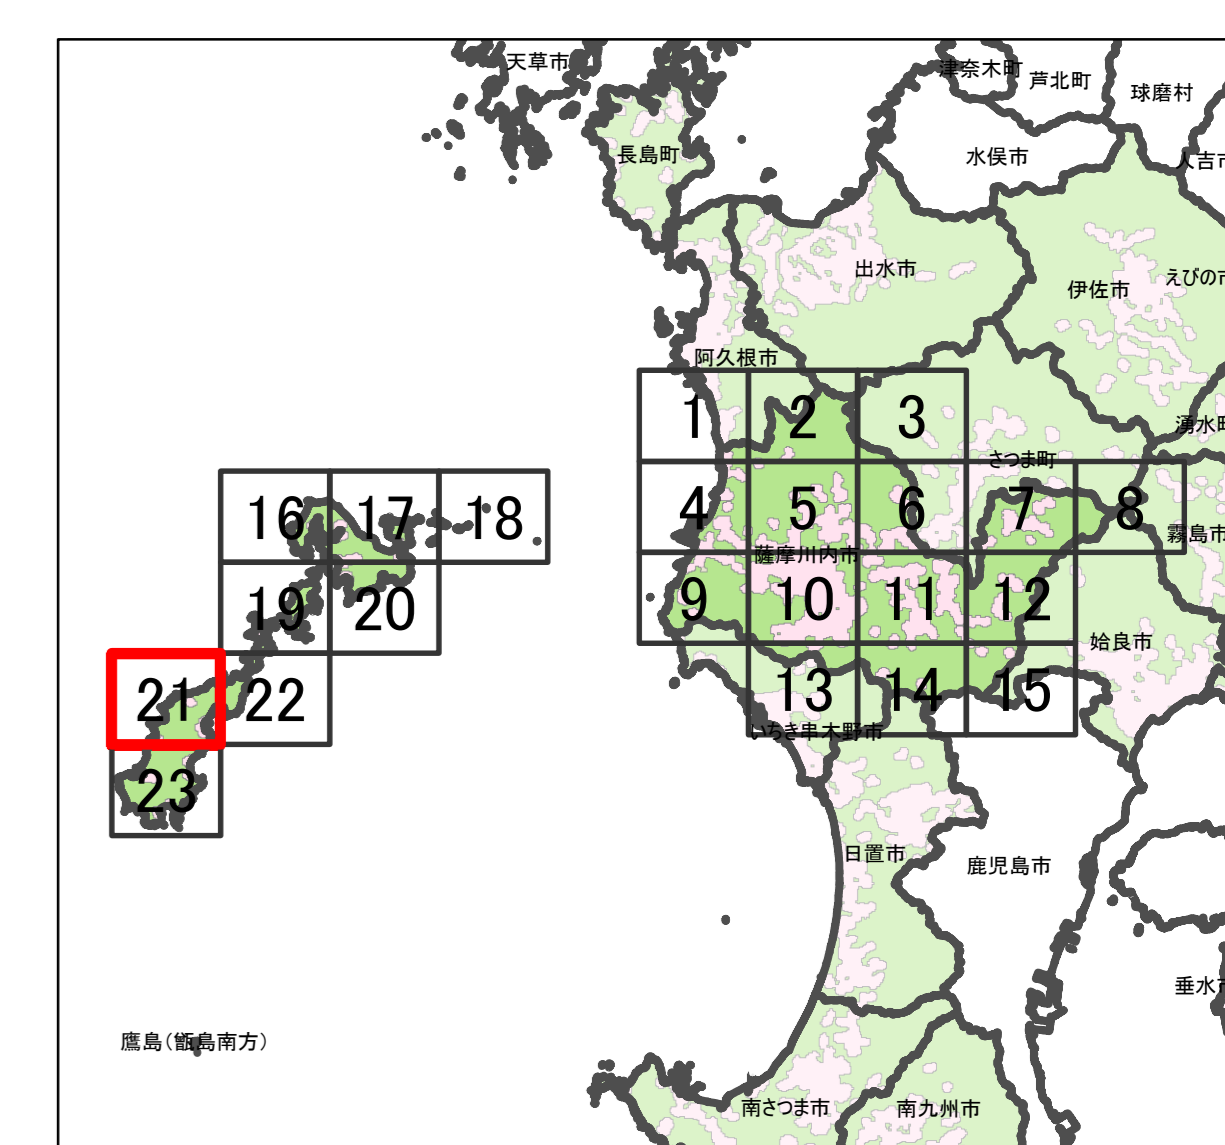 天草市
津奈木町
芦北町
球磨村
長島町
水俣市
人吉市
出水市
伊佐市
えびの市
阿久根市
1
2
3
湧水町
さつま町
16
17
18
4
5
6
7
8
霧島市
薩摩川内市
19
20
9
10
11
12
姶良市
21
22
13
14
15
いちき串木野市
23
日置市
鹿児島市
垂水市
鷹島(甑島南方)
南さつま市
南九州市